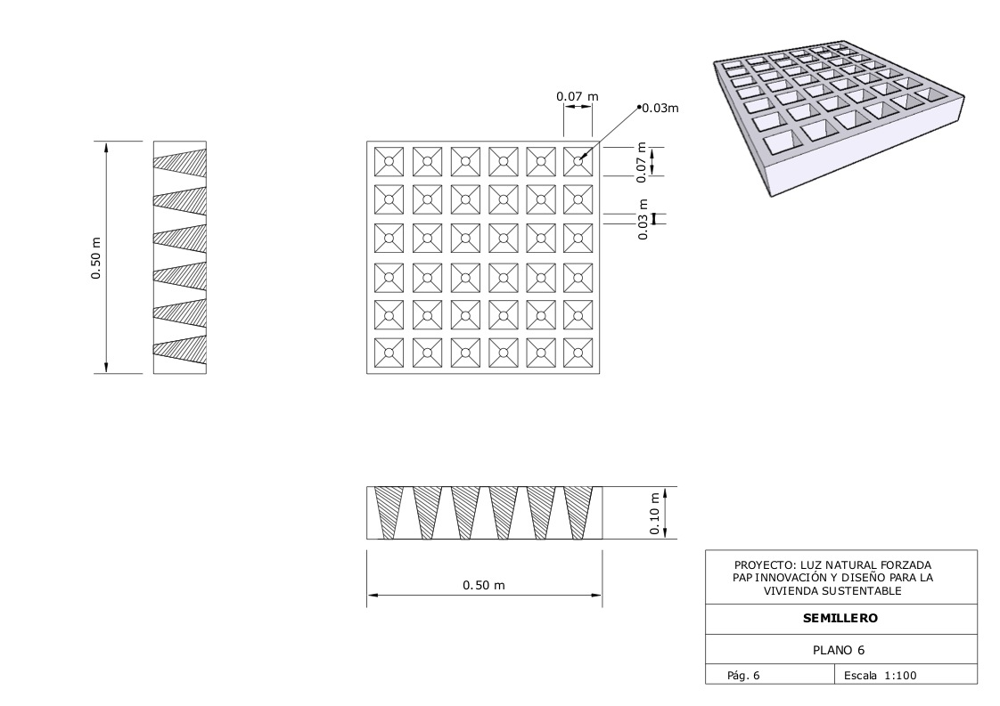 0.07 m
0.03m
0.07 m
0.03 m
0.50 m
0.10 m
0.50 m
PROYECTO: LUZ NATURAL FORZADA
PAP INNOVACIÓN Y DISEÑO PARA LA
VIVIENDA SUSTENTABLE
SEMILLERO
PLANO 6
Pág. 6
Escala 1:100